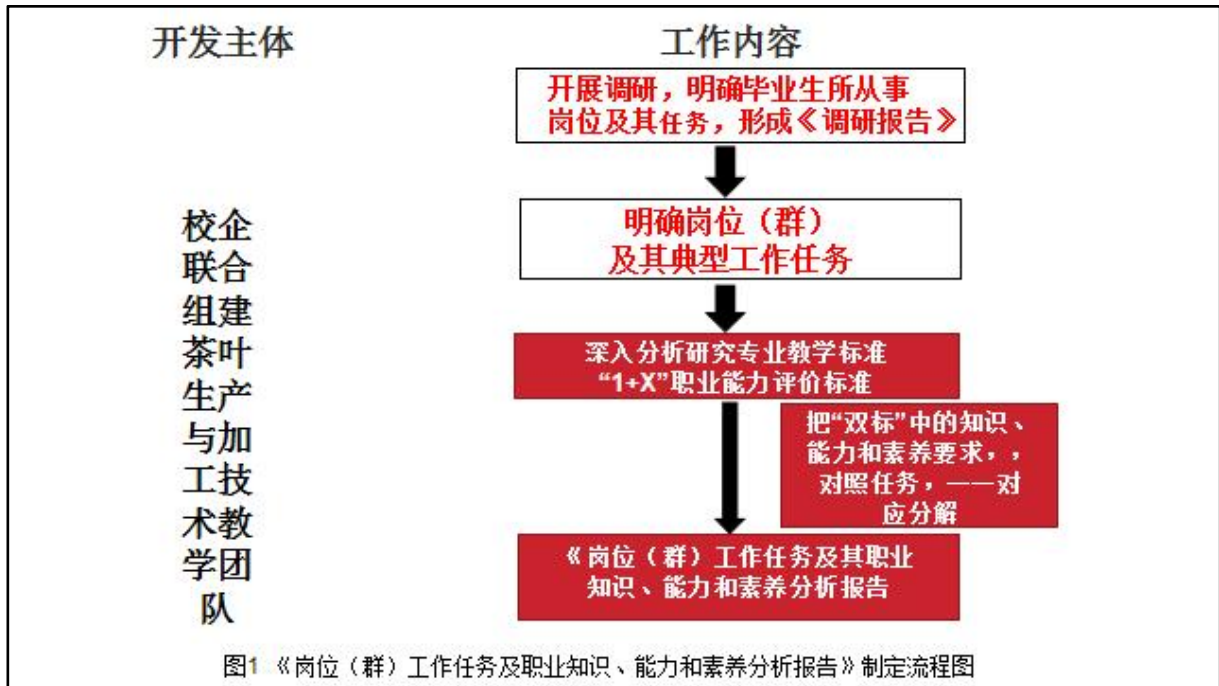 开发主体
工作内容
开展调研，明确毕业生所从事
岗位及其任务，形成《调研报告》
明确岗位（群）
及其典型工作任务
校企
联合
组建
茶叶
生产
与加
工技
术教
学团
队
深入分析研究专业教学标准
“1+X”职业能力评价标准
把“双标”中的知识、
能力和素养要求，，
对照任务，——对
应分解
《岗位（群）工作任务及其职业
知识、能力和素养分析报告
图1 《岗位（群）工作任务及职业知识、能力和素养分析报告》制定流程图